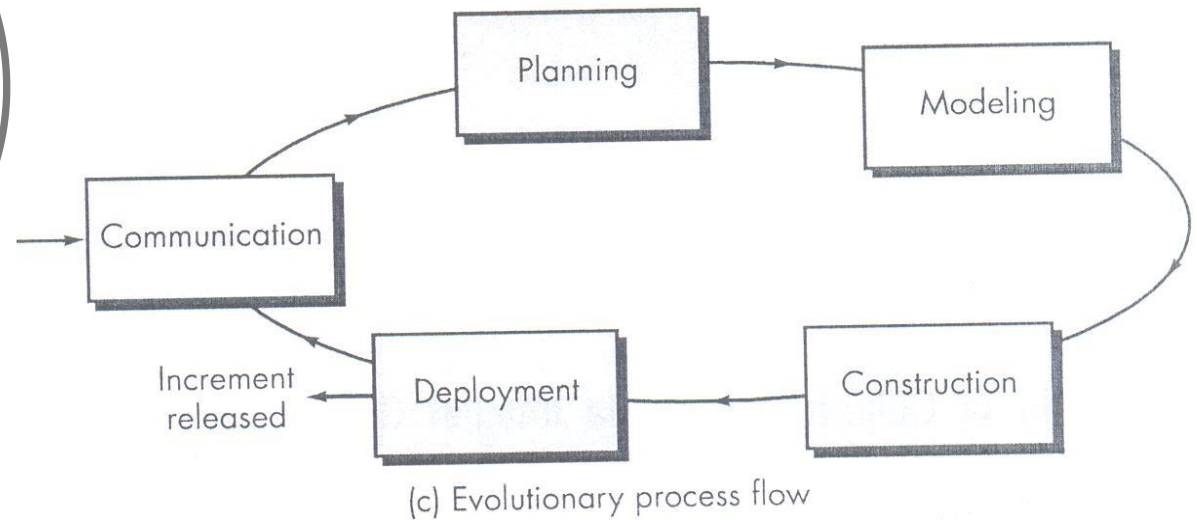 Planning
Modeling
Communication
Construction
Deployment
Increment
released
(c) Evolutionary process flow